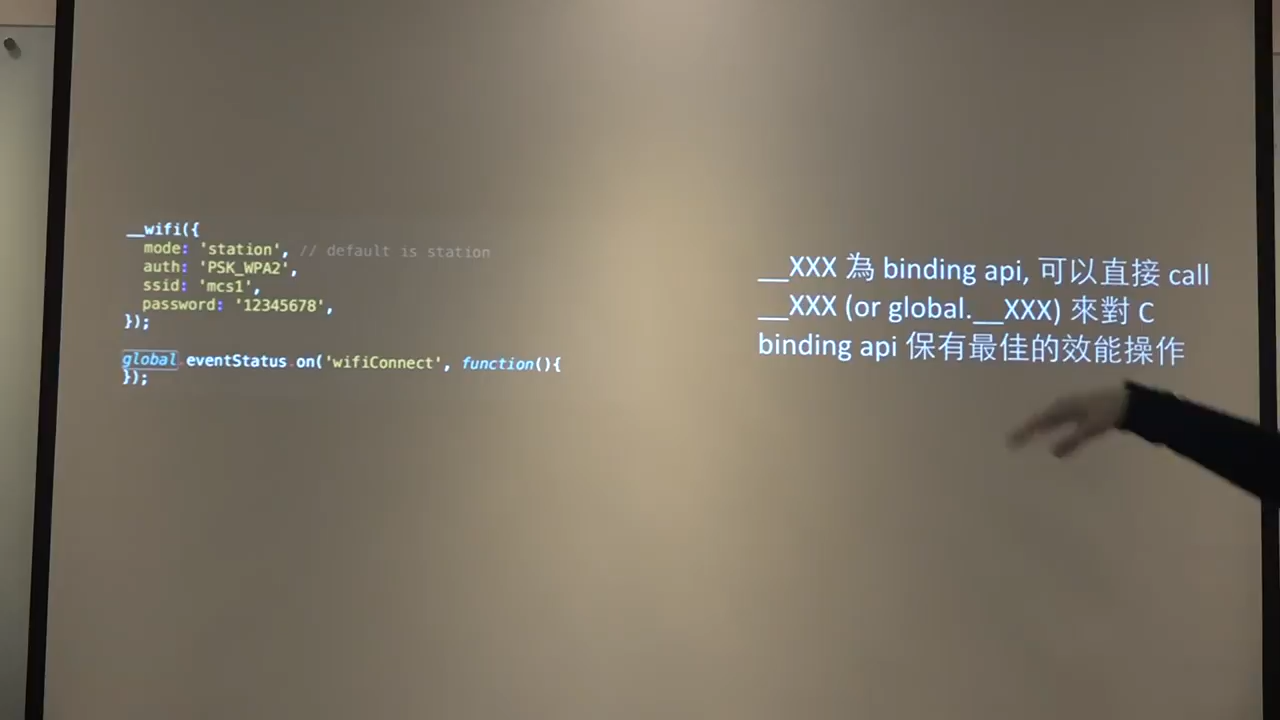 __wifi({
mode: 'station', // default is station
auth: 'PSK_WPA2',
ssid: 'mcs1',
password: '12345678',
});
global.eventStatus.on('wifiConnect', function(){
});
__XXX 為 binding api, 可以直接 call
__XXX (or global.__XXX) 來對 C
binding api 保有最佳的效能操作